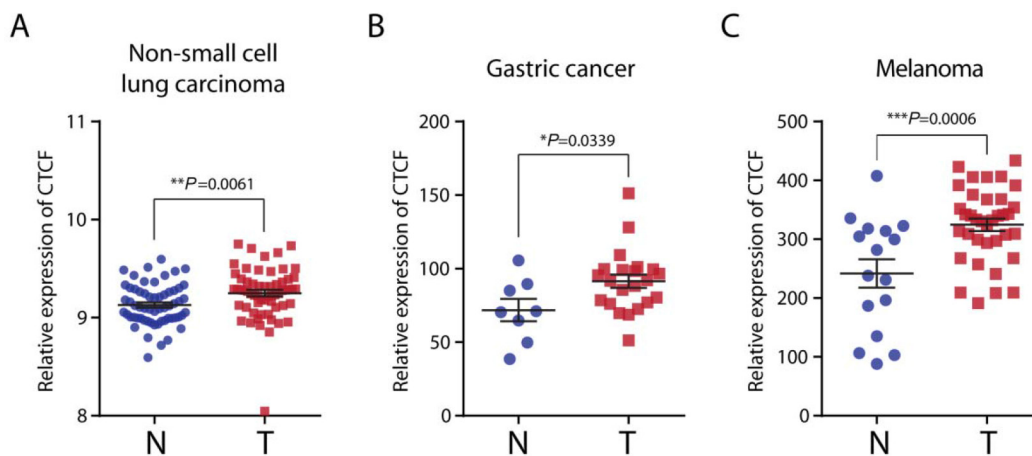 A
Non-small cell
lung carcinoma
Relative expression of CTCF
11
10
9
8
**P=0.0061
N
T
B
Gastric cancer
Relative expression of CTCF
200
150
100
50
0
*P=0.0339
N
T
C
Melanoma
Relative expression of CTCF
500
400
300
200
100
0
***P=0.0006
N
T